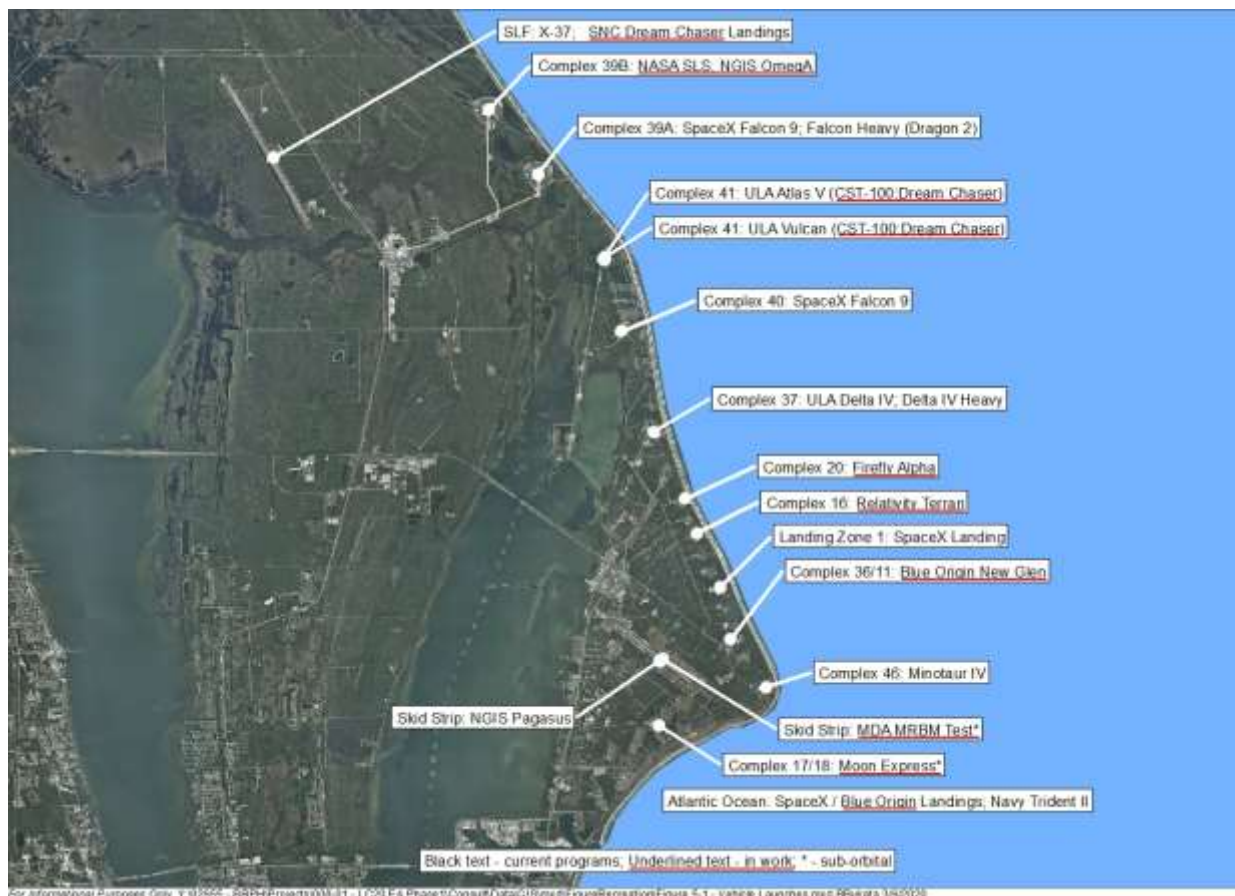 SLF: X-37; SNC Dream Chaser Landings
Complex 39B: NASA SLS, NGIS OmegA
Complex 39A: SpaceX Falcon 9; Falcon Heavy (Dragon 2)
Complex 41: ULA Atlas V (CST-100;Dream Chaser)
Complex 41: ULA Vulcan (CST-100;Dream Chaser)
Complex 40: SpaceX Falcon 9
Complex 37: ULA Delta IV; Delta IV Heavy
Complex 20: Firefly Alpha
Complex 16: Relativity Terran
Landing Zone 1: SpaceX Landing
Complex 36/11: Blue Origin New Glen
Complex 46: Minotaur IV
Skid Strip: NGIS Pagasus
Skid Strip: MDA MRBM Test*
Complex 17/18: Moon Express*
Atlantic Ocean: SpaceX / Blue Origin Landings; Navy Trident II
Black text - current programs; Underlined text - in work; * - sub-orbital
For Informational Purposes Only